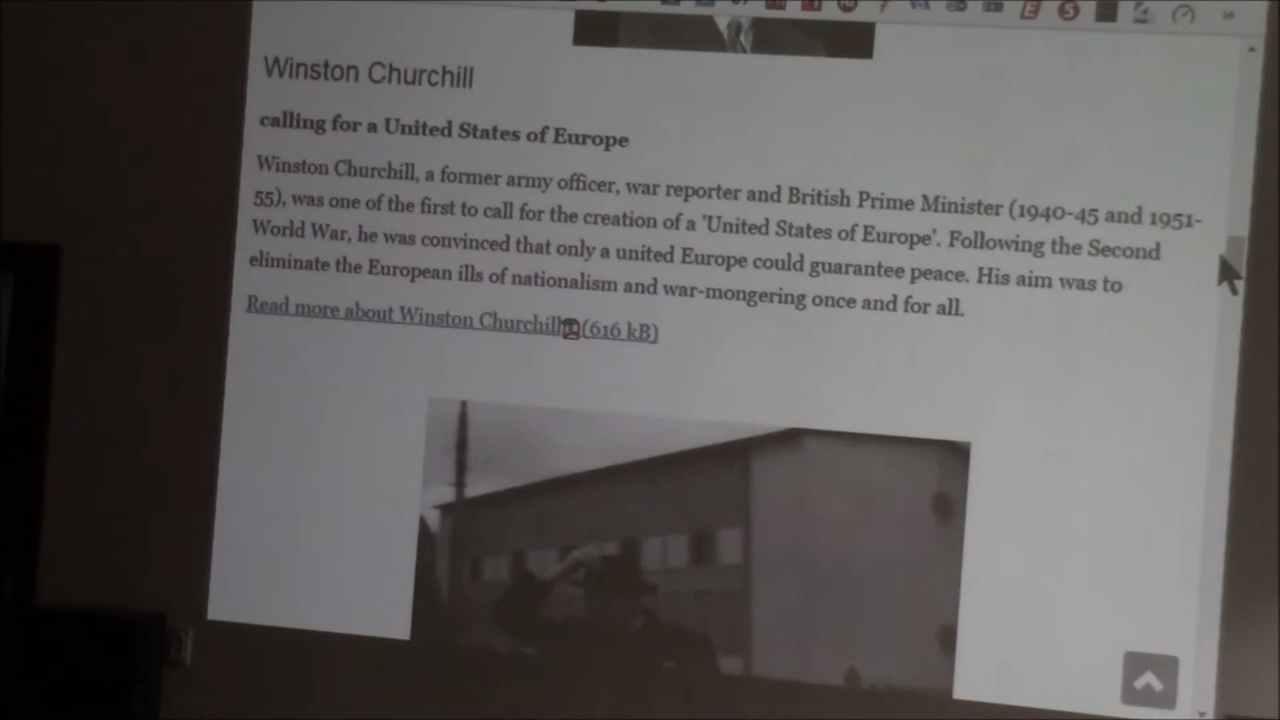 Winston Churchill
calling for a United States of Europe
Winston Churchill, a former army officer, war reporter and British Prime Minister (1940-45 and 1951-
55), was one of the first to call for the creation of a 'United States of Europe'. Following the Second
World War, he was convinced that only a united Europe could guarantee peace. His aim was to
eliminate the European ills of nationalism and war-mongering once and for all.
Read more about Winston Churchill (616 kB)